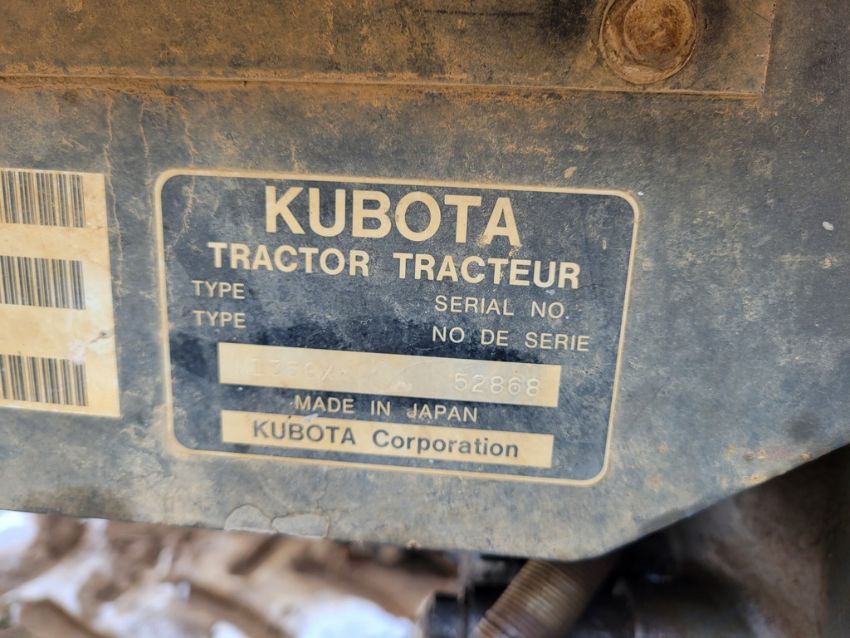 KUBOTA
TRACTOR TRACTEUR
TYPE SERIAL NO.
TYPE NO DE SERIE
52868
MADE IN JAPAN
KUBOTA Corporation